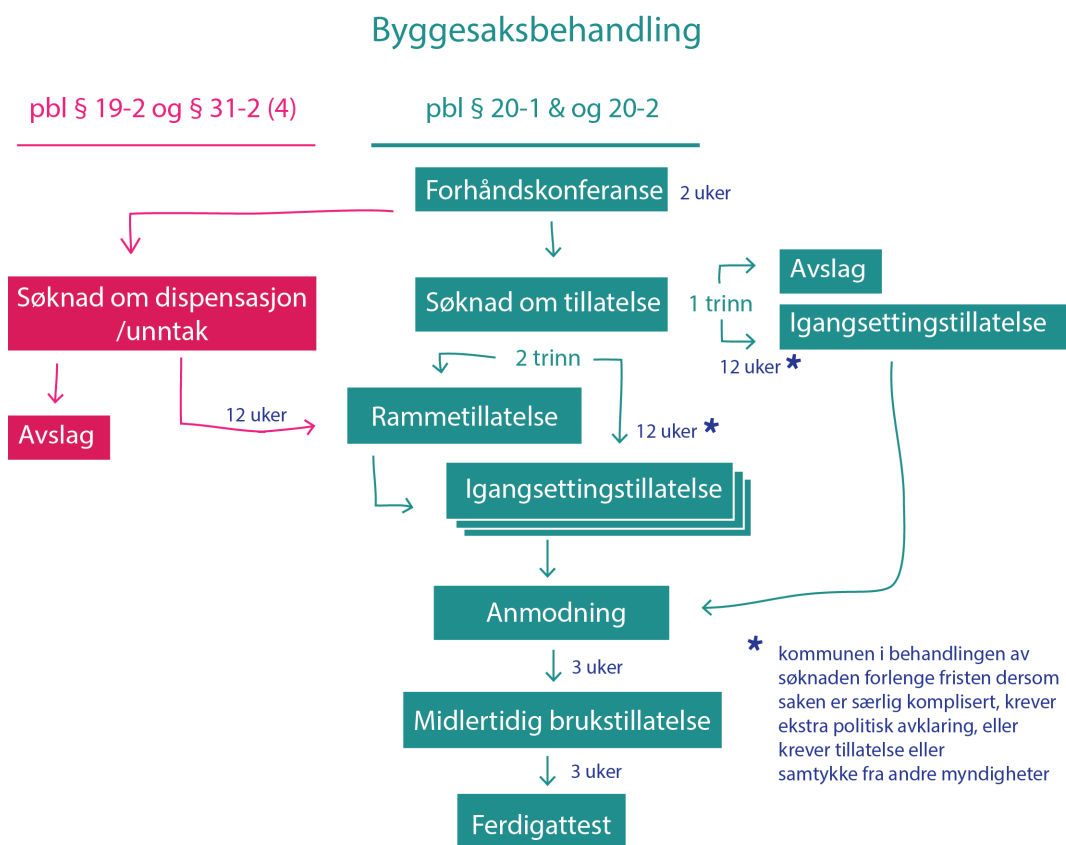 Byggesaksbehandling
pbl § 19-2 og § 31-2 (4)
pbl § 20-1 & og 20-2
Forhåndskonferanse
2 uker
Søknad om dispensasjon
/unntak
Søknad om tillatelse
1 trinn
Avslag
Igangsettingstillatelse
12 uker *
2 trinn
Avslag
12 uker
Rammetillatelse
12 uker *
Igangsettingstillatelse
Anmodning
3 uker
Midlertidig brukstillatelse
3 uker
Ferdigattest
* kommunen i behandlingen av
søknaden forlenge fristen dersom
saken er særlig komplisert, krever
ekstra politisk avklaring, eller
krever tillatelse eller
samtykke fra andre myndigheter